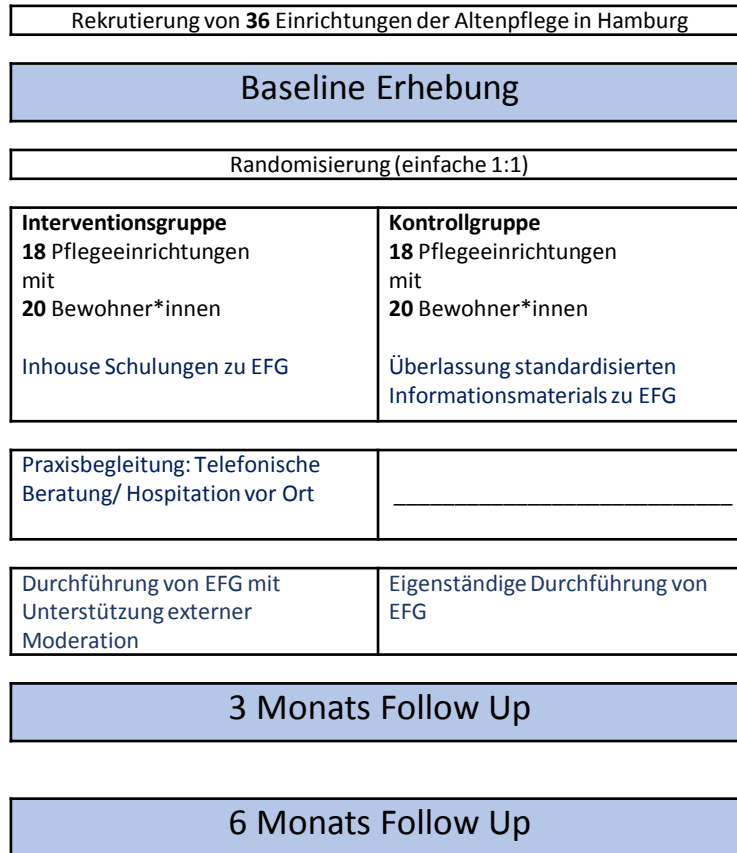 Rekrutierung von 36 Einrichtungen der Altenpflege in Hamburg
Baseline Erhebung
Randomisierung (einfache 1:1)
Interventionsgruppe
18 Pflegeeinrichtungen
mit
20 Bewohner*innen
Inhouse Schulungen zu EFG
Kontrollgruppe
18 Pflegeeinrichtungen
mit
20 Bewohner*innen
Überlassung standardisierten
Informationsmaterials zu EFG
Praxisbegleitung: Telefonische
Beratung/ Hospitation vor Ort
____________________________
Durchführung von EFG mit
Unterstützung externer
Moderation
Eigenständige Durchführung von
EFG
3 Monats Follow Up
6 Monats Follow Up